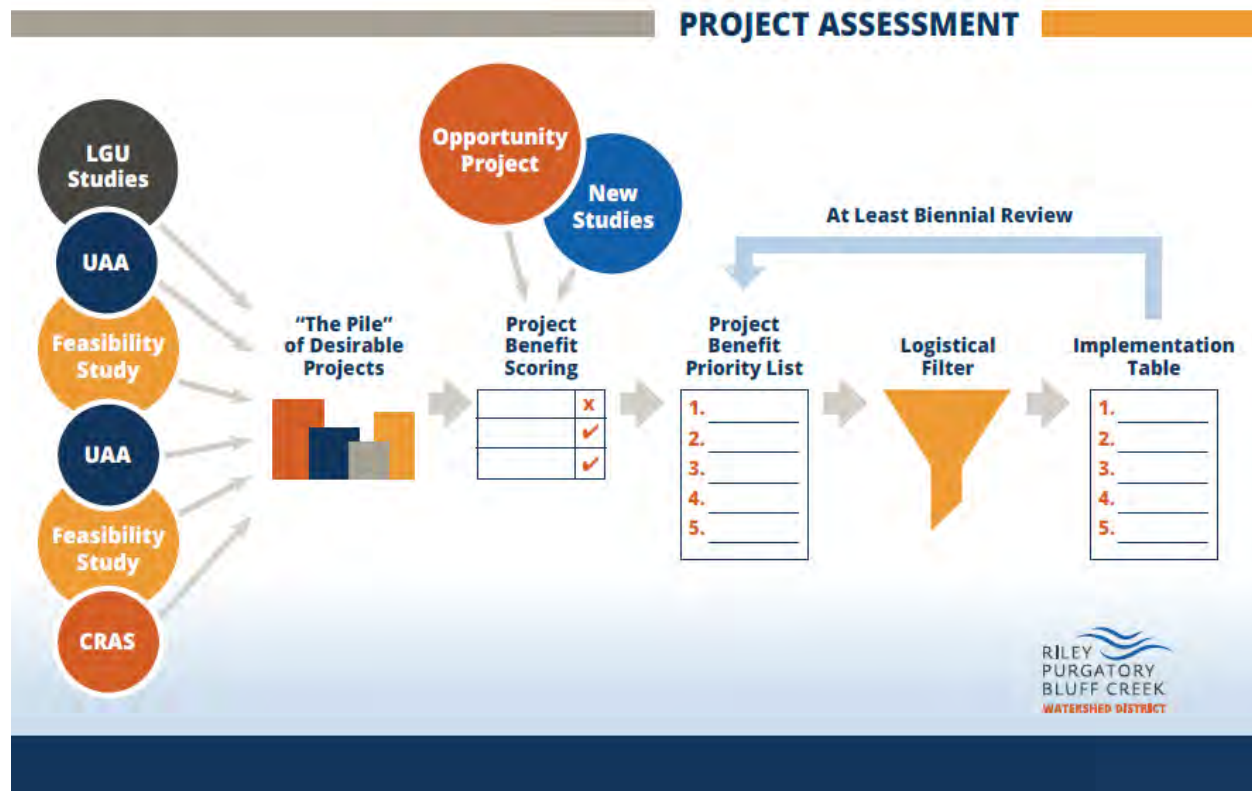 PROJECT ASSESSMENT
LGU
Studies
UAA
Feasibility
Study
UAA
Feasibility
Study
CRAS
Opportunity
Project
New
Studies
At Least Biennial Review
“The Pile”
of Desirable
Projects
Project
Benefit
Scoring
X
✓
✓
Project
Benefit
Priority List
1.
2.
3.
4.
5.
Logistical
Filter
Implementation
Table
1.
2.
3.
4.
5.
RILEY
PURGATORY
BLUFF CREEK
WATERSHED DISTRICT